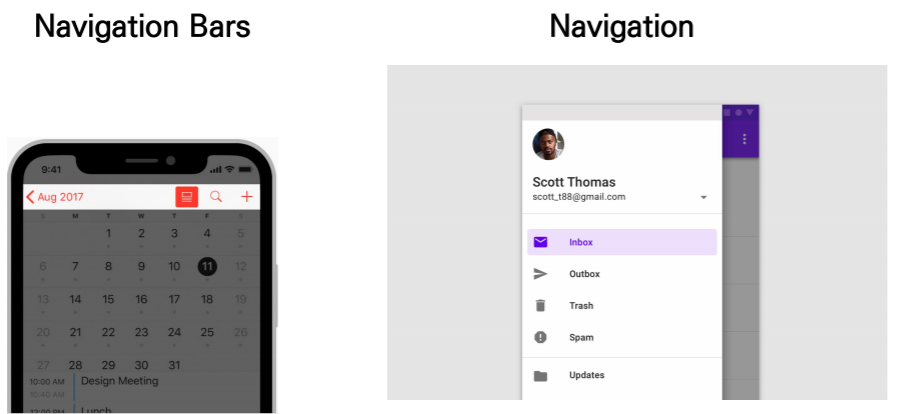 Navigation Bars
Navigation
9:41
Aug 2017
S M T W T F S
1 2 3 4 5
6 7 8 9 10 11 12
13 14 15 16 17 18 19
20 21 22 23 24 25 26
27 28 29 30 31
10:00 AM Design Meeting
10:40 AM
12:00 PM Lunch
Scott Thomas
scott_t88@gmail.com
Inbox
Outbox
Trash
Spam
Updates